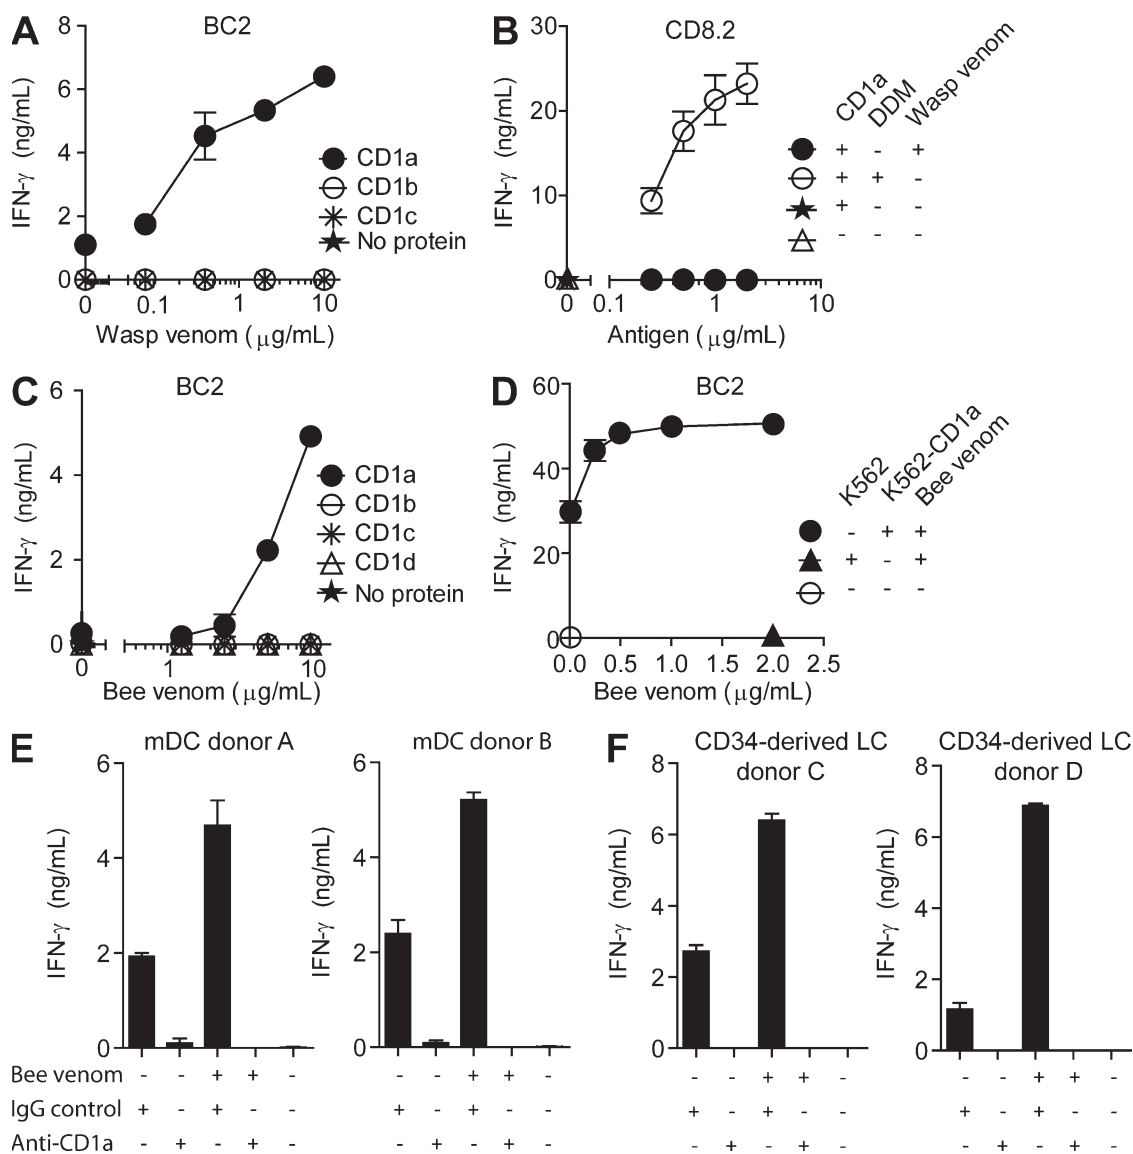 A
BC2
IFN-γ (ng/mL)
8
6
4
2
0
0 0.1 1 10
Wasp venom (μg/mL)
CD1a
CD1b
CD1c
No protein
B
CD8.2
IFN-γ (ng/mL)
30
20
10
0
0 0.1 1 10
Antigen (μg/mL)
CD1a DDM Wasp venom
+ - +
+ + -
+ - -
- - -
C
BC2
IFN-γ (ng/mL)
6
4
2
0
0 1 10
Bee venom (μg/mL)
CD1a
CD1b
CD1c
CD1d
No protein
D
BC2
IFN-γ (ng/mL)
60
40
20
0
0.0 0.5 1.0 1.5 2.0 2.5
Bee venom (μg/mL)
K562 K562-CD1a Bee venom
- + +
+ - +
- - -
E
mDC donor A
IFN-γ (ng/mL)
6
4
2
0
mDC donor B
IFN-γ (ng/mL)
6
4
2
0
F
CD34-derived LC
donor C
IFN-γ (ng/mL)
8
6
4
2
0
CD34-derived LC
donor D
IFN-γ (ng/mL)
8
6
4
2
0
Bee venom - - + + - - - + + - - - + + - - - + + -
IgG control + - + - - + - + - - + - + - - + - + - -
Anti-CD1a - + - + - - + - + - - + - + - - + - + -